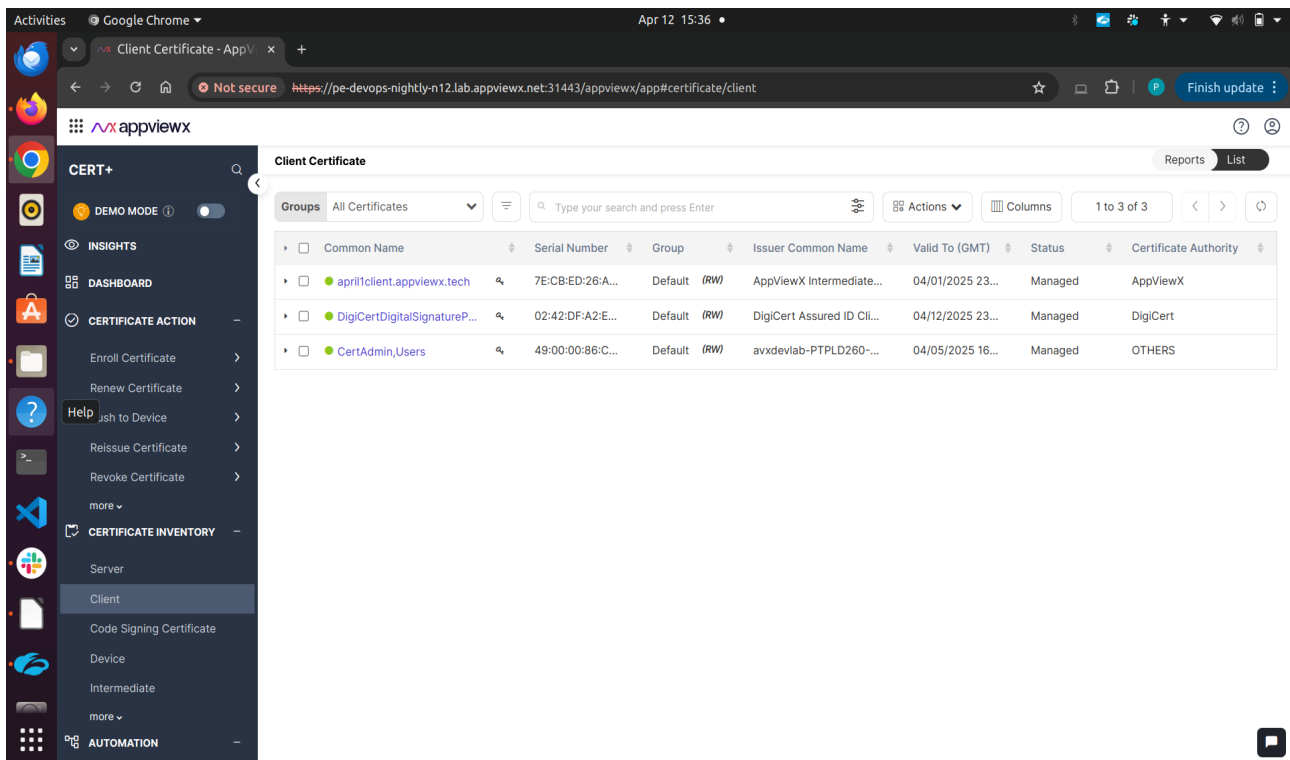 Activities Google Chrome Apr 12 15:36
Client Certificate - AppV
Not secure https://pe-devops-nightly-n12.lab.appviewx.net:31443/appviewx/app#certificate/client Finish update
appviewx
CERT+
DEMO MODE
INSIGHTS
DASHBOARD
CERTIFICATE ACTION
Enroll Certificate
Renew Certificate
Help ush to Device
Reissue Certificate
Revoke Certificate
more
CERTIFICATE INVENTORY
Server
Client
Code Signing Certificate
Device
Intermediate
more
AUTOMATION
Client Certificate Reports List
Groups All Certificates Type your search and press Enter Actions Columns 1 to 3 of 3
Common Name Serial Number Group Issuer Common Name Valid To (GMT) Status Certificate Authority
april1client.appviewx.tech 7E:CB:ED:26:A... Default (RW) AppViewX Intermediate... 04/01/2025 23... Managed AppViewX
DigiCertDigitalSignatureP... 02:42:DF:A2:E... Default (RW) DigiCert Assured ID Cli... 04/12/2025 23... Managed DigiCert
CertAdmin,Users 49:00:00:86:C... Default (RW) avxdevlab-PTPLD260-... 04/05/2025 16... Managed OTHERS